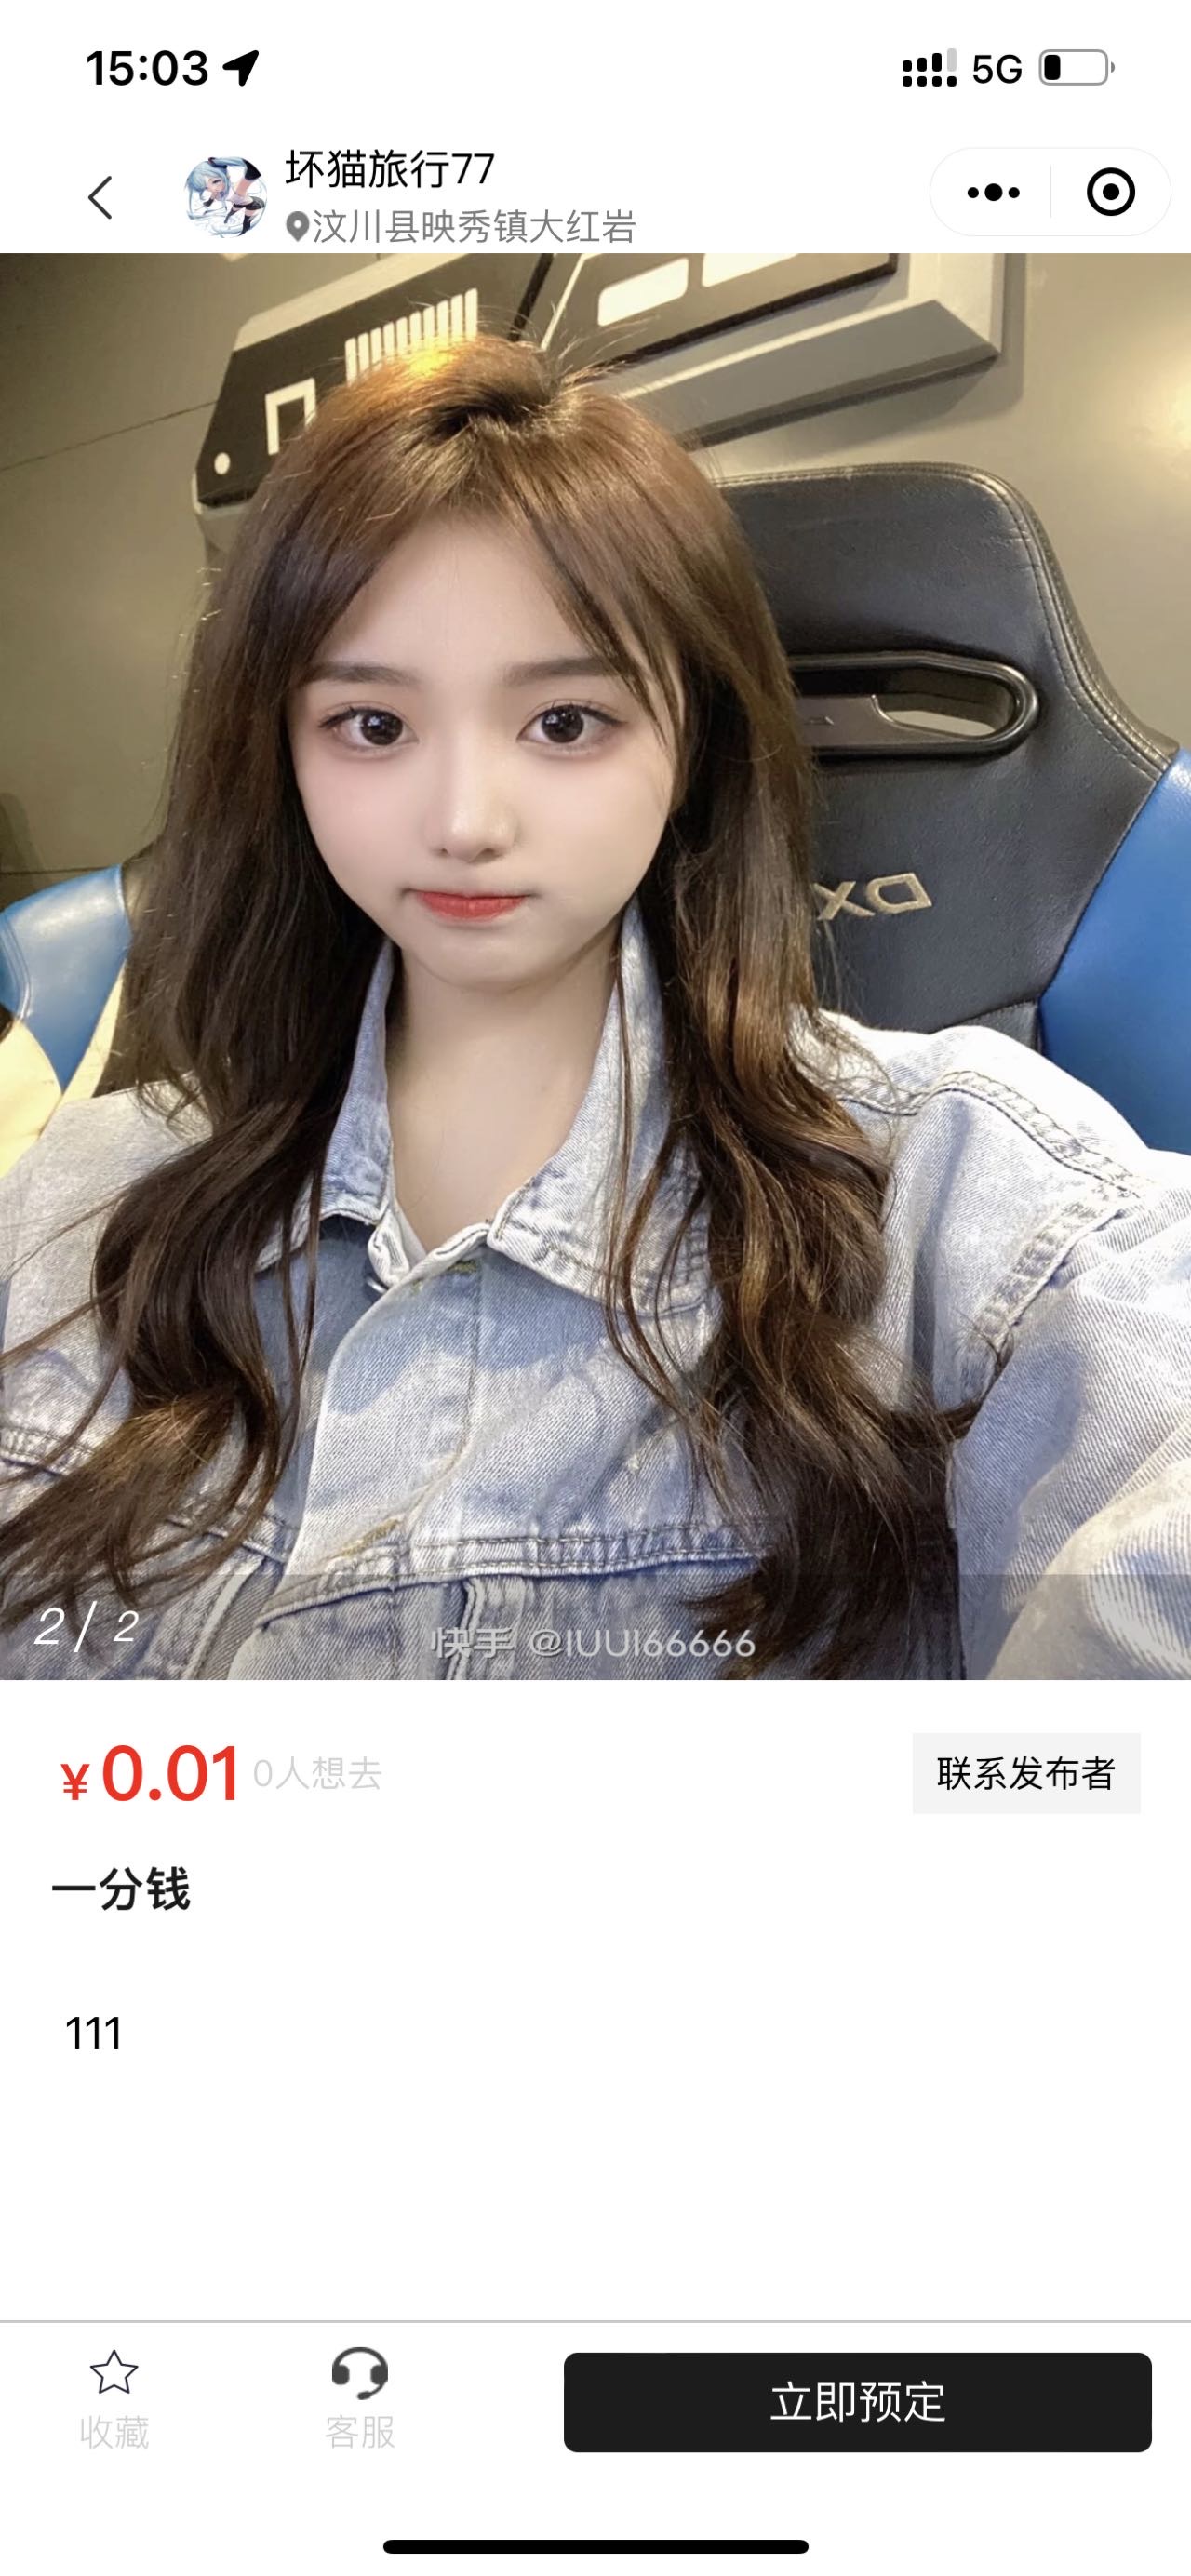 15:03
5G
坏猫旅行77
汶川县映秀镇大红岩
DX
2/2
快手 @IUUI66666
¥0.01 0人想去
联系发布者
一分钱
111
收藏
客服
立即预定